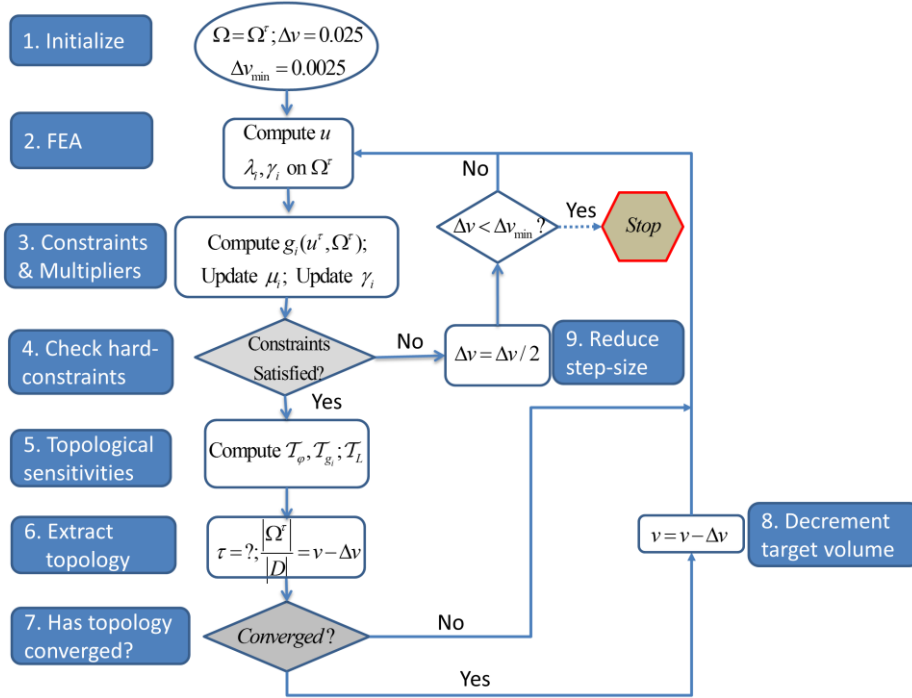 1. Initialize
Ω = Ω^τ; Δv = 0.025
Δv_min = 0.0025
2. FEA
Compute u
λ_i, γ_i on Ω^τ
No
Δv < Δv_min ?
Yes
Stop
3. Constraints
& Multipliers
Compute g_i(u^τ, Ω^τ);
Update μ_i; Update γ_i
4. Check hard-
constraints
Constraints
Satisfied?
No
Δv = Δv / 2
9. Reduce
step-size
Yes
5. Topological
sensitivities
Compute 𝒯_φ, 𝒯_{g_i}; 𝒯_L
6. Extract
topology
τ = ?; |Ω^τ| / |D| = v − Δv
v = v − Δv
8. Decrement
target volume
7. Has topology
converged?
Converged?
No
Yes